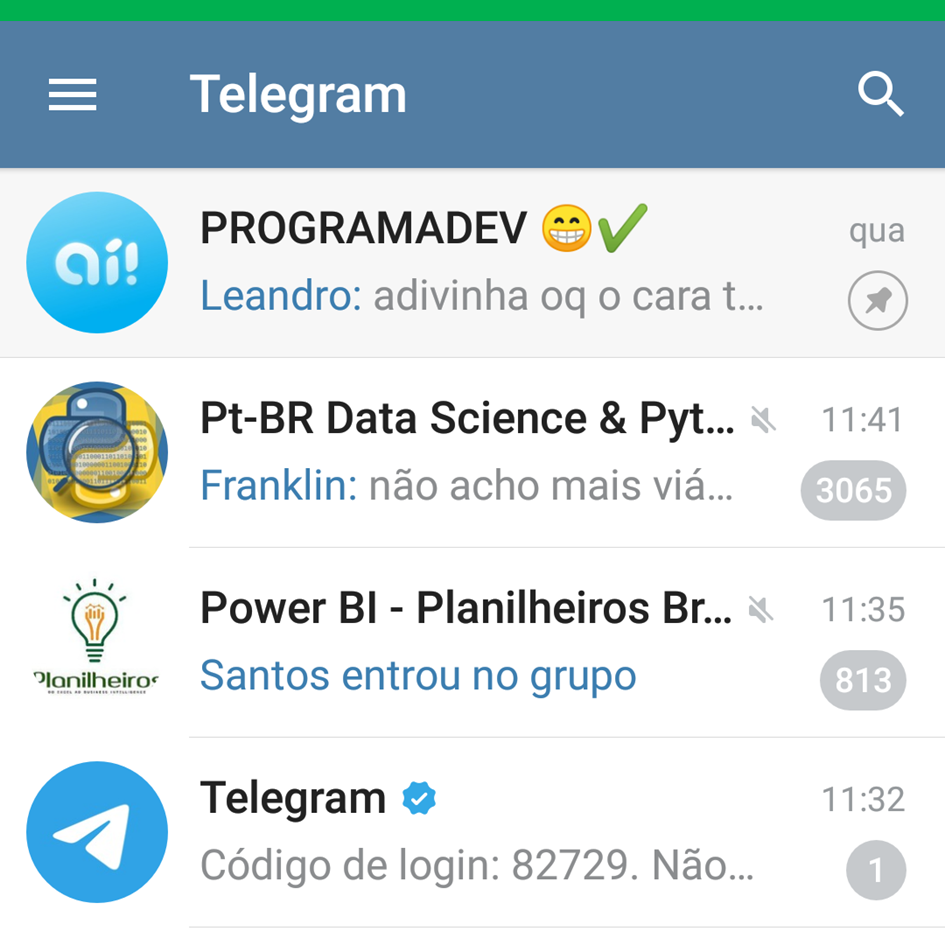 Telegram
aí!
PROGRAMADEV 😁✔
qua
Leandro: adivinha oq o cara t...
Pt-BR Data Science & Pyt...
11:41
Franklin: não acho mais viá...
3065
Power BI - Planilheiros Br...
11:35
Planilheiros
Santos entrou no grupo
813
Telegram
11:32
Código de login: 82729. Não...
1